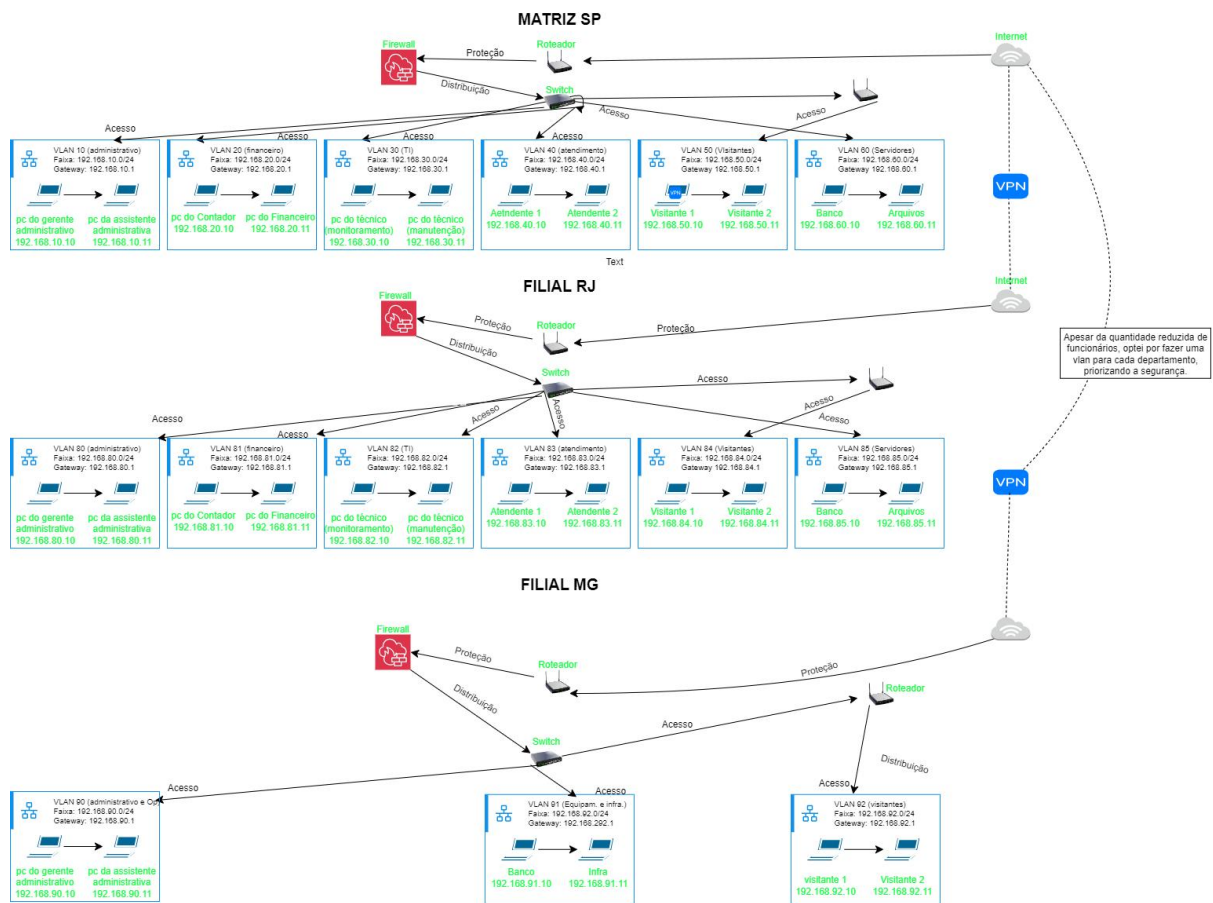 MATRIZ SP
Firewall
Proteção
Roteador
Internet
Distribuição
Switch
Acesso
Acesso
Acesso
Acesso
Acesso
Acesso
Acesso
VLAN 10 (administrativo)
Faixa: 192.168.10.0/24
Gateway: 192.168.10.1
pc do gerente
administrativo
192.168.10.10
pc da assistente
administrativa
192.168.10.11
VLAN 20 (financeiro)
Faixa: 192.168.20.0/24
Gateway: 192.168.20.1
pc do Contador
192.168.20.10
pc do Financeiro
192.168.20.11
VLAN 30 (TI)
Faixa: 192.168.30.0/24
Gateway: 192.168.30.1
pc do tècnico
(monitoramento)
192.168.30.10
pc do tècnico
(manutenção)
192.168.30.11
VLAN 40 (atendimento)
Faixa: 192.168.40.0/24
Gateway: 192.168.40.1
Aetndente 1
192.168.40.10
Atendente 2
192.168.40.11
VLAN 50 (Visitantes)
Faixa: 192.168.50.0/24
Gateway: 192.168.50.1
VPN
Visitante 1
192.168.50.10
Visitante 2
192.168.50.11
VLAN 60 (Servidores)
Faixa: 192.168.60.0/24
Gateway: 192.168.60.1
Banco
192.168.60.10
Arquivos
192.168.60.11
VPN
Text
FILIAL RJ
Firewall
Proteção
Roteador
Proteção
Internet
Distribuição
Switch
Apesar da quantidade reduzida de
funcionários, optei por fazer uma
vlan para cada departamento,
priorizando a segurança.
Acesso
Acesso
Acesso
Acesso
Acesso
Acesso
Acesso
VLAN 80 (administrativo)
Faixa: 192.168.80.0/24
Gateway: 192.168.80.1
pc do gerente
administrativo
192.168.80.10
pc da assistente
administrativa
192.168.80.11
VLAN 81 (financeiro)
Faixa: 192.168.81.0/24
Gateway: 192.168.81.1
pc do Contador
192.168.81.10
pc do Financeiro
192.168.81.11
VLAN 82 (TI)
Faixa: 192.168.82.0/24
Gateway: 192.168.82.1
pc do tècnico
(monitoramento)
192.168.82.10
pc do tècnico
(manutenção)
192.168.82.11
VLAN 83 (atendimento)
Faixa: 192.168.83.0/24
Gateway: 192.168.83.1
Atendente 1
192.168.83.10
Atendente 2
192.168.83.11
VLAN 84 (Visitantes)
Faixa: 192.168.84.0/24
Gateway: 192.168.84.1
Visitante 1
192.168.84.10
Visitante 2
192.168.84.11
VLAN 85 (Servidores)
Faixa: 192.168.85.0/24
Gateway: 192.168.85.1
Banco
192.168.85.10
Arquivos
192.168.85.11
VPN
FILIAL MG
Firewall
Proteção
Roteador
Proteção
Roteador
Distribuição
Acesso
Switch
Distribuição
Acesso
Acesso
Acesso
VLAN 90 (administrativo e Op)
Faixa: 192.168.90.0/24
Gateway: 192.168.90.1
pc do gerente
administrativo
192.168.90.10
pc da assistente
administrativa
192.168.90.11
VLAN 91 (Equipam. e infra.)
Faixa: 192.168.92.0/24
Gateway: 192.168.292.1
Banco
192.168.91.10
Infra
192.168.91.11
VLAN 92 (visitantes)
Faixa: 192.168.92.0/24
Gateway: 192.168.92.1
visitante 1
192.168.92.10
Visitante 2
192.168.92.11